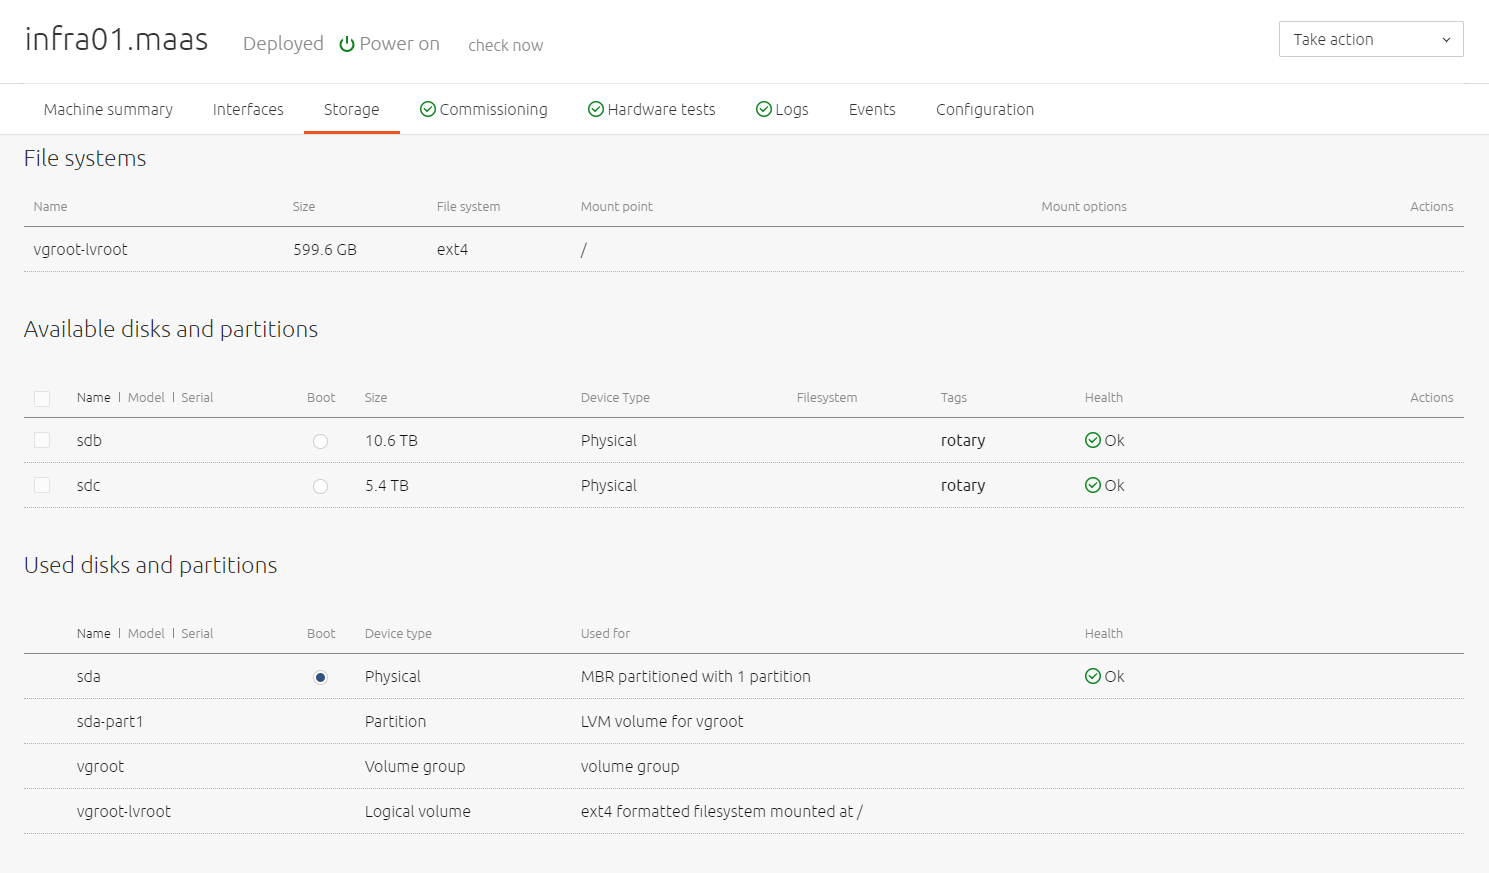 infra01.maas Deployed Power on check now Take action
Machine summary Interfaces Storage Commissioning Hardware tests Logs Events Configuration
File systems
Name Size File system Mount point Mount options Actions
vgroot-lvroot 599.6 GB ext4 /
Available disks and partitions
Name | Model | Serial Boot Size Device Type Filesystem Tags Health Actions
sdb 10.6 TB Physical rotary Ok
sdc 5.4 TB Physical rotary Ok
Used disks and partitions
Name | Model | Serial Boot Device type Used for Health
sda Physical MBR partitioned with 1 partition Ok
sda-part1 Partition LVM volume for vgroot
vgroot Volume group volume group
vgroot-lvroot Logical volume ext4 formatted filesystem mounted at /